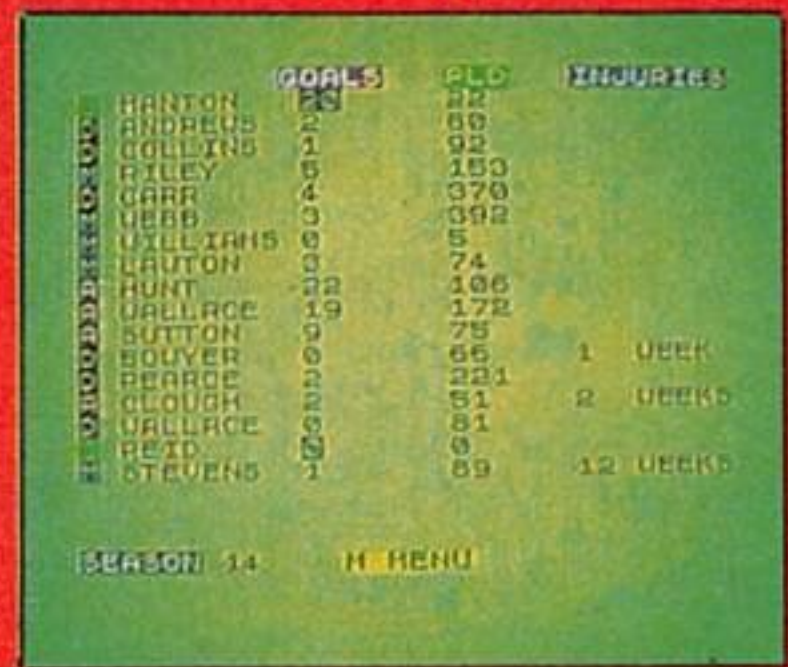 GOALS PLD INJURIES
RANTON 22
ANDREWS 2 80
COLLINS 1 92
RILEY 5 153
CARR 4 370
WEBB 3 392
WILLIAMS 0 5
LAWTON 3 74
HUNT 22 106
WALLACE 19 172
SUTTON 9 75
BOWYER 0 66 1 WEEK
PEARCE 2 221
CLOUGH 2 51 2 WEEKS
WALLACE 0 81
REID 0
STEVENS 1 89 12 WEEKS
SEASON 14 M MENU